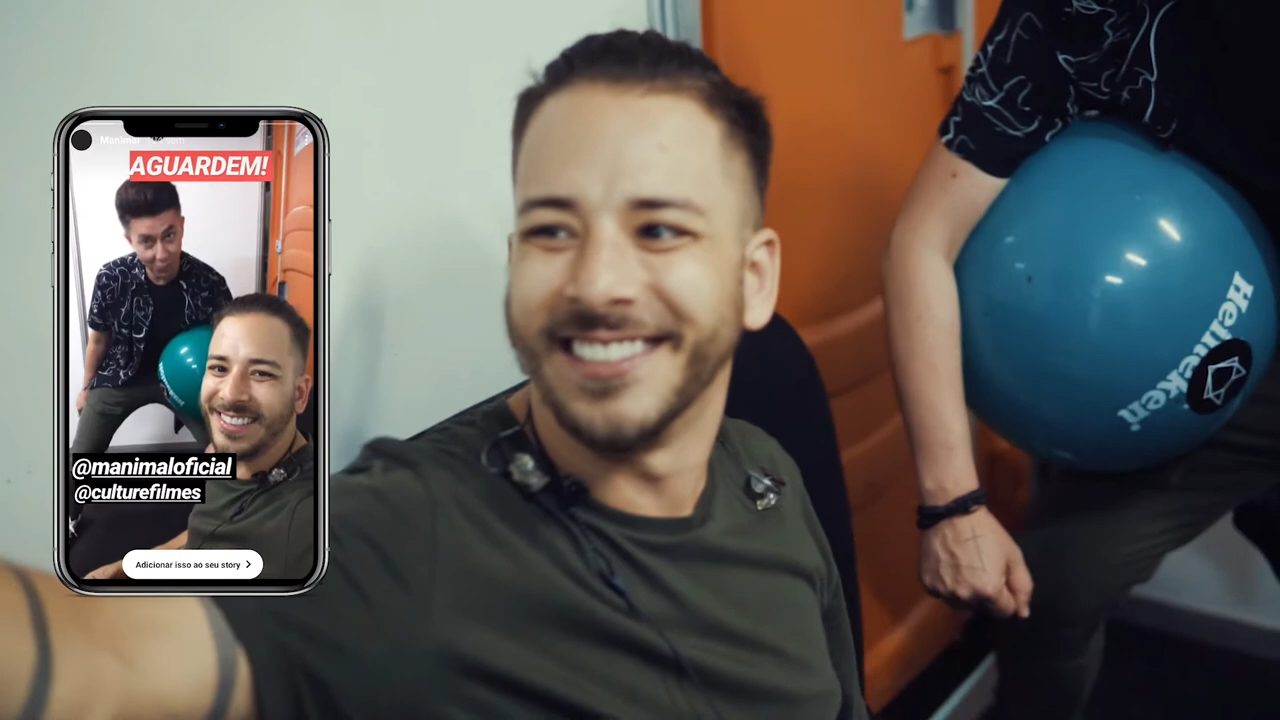 AGUARDEM!
@manimaloficial
@culturefilmes
Adicionar isso ao seu story
Heineken